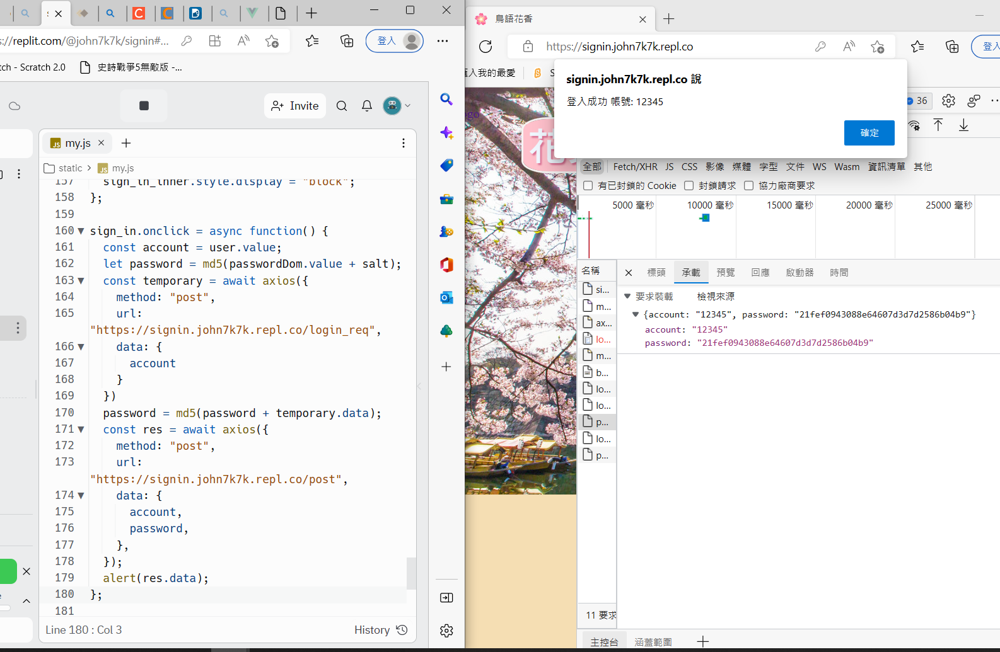 s://replit.com/@john7k7k/signin#...
登入
tch - Scratch 2.0
史詩戰爭5無敵版 -...
Invite
my.js
static > my.js
157 sign_in_inner.style.display = "block";
158 };
159
160 sign_in.onclick = async function() {
161 const account = user.value;
162 let password = md5(passwordDom.value + salt);
163 const temporary = await axios({
164 method: "post",
165 url:
"https://signin.john7k7k.repl.co/login_req",
166 data: {
167 account
168 }
169 })
170 password = md5(password + temporary.data);
171 const res = await axios({
172 method: "post",
173 url:
"https://signin.john7k7k.repl.co/post",
174 data: {
175 account,
176 password,
177 },
178 });
179 alert(res.data);
180 };
181
Line 180 : Col 3
History
鳥語花香
https://signin.john7k7k.repl.co
登入
匯入我的最愛
S
ogo
花
signin.john7k7k.repl.co 說
登入成功 帳號: 12345
確定
36
全部 Fetch/XHR JS CSS 影像 媒體 字型 文件 WS Wasm 資訊清單 其他
有已封鎖的 Cookie 封鎖請求 協力廠商要求
5000 毫秒 10000 毫秒 15000 毫秒 20000 毫秒 25000 毫秒
名稱
標頭 承載 預覽 回應 啟動器 時間
si...
m...
ax...
lo...
m...
b...
lo...
lo...
p...
lo...
p...
要求裝載 檢視來源
{account: "12345", password: "21fef0943088e64607d3d7d2586b04b9"}
account: "12345"
password: "21fef0943088e64607d3d7d2586b04b9"
11 要求
主控台 涵蓋範圍